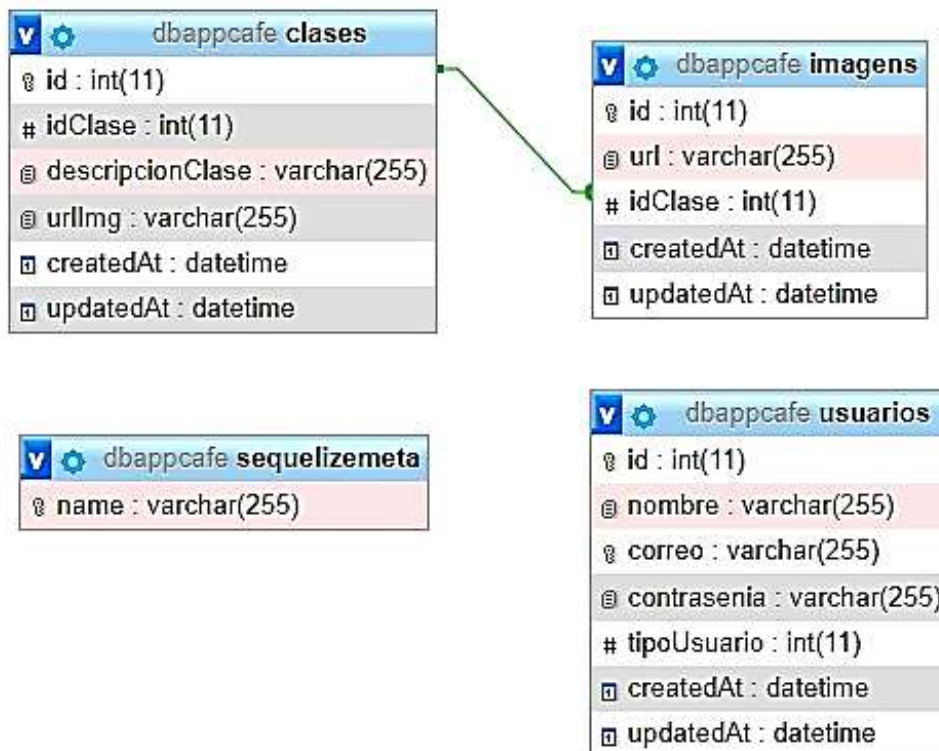 dbappcafe clases
id : int(11)
# idClase : int(11)
descripcionClase : varchar(255)
urlImg : varchar(255)
createdAt : datetime
updatedAt : datetime
dbappcafe imagens
id : int(11)
url : varchar(255)
# idClase : int(11)
createdAt : datetime
updatedAt : datetime
dbappcafe sequelizemeta
name : varchar(255)
dbappcafe usuarios
id : int(11)
nombre : varchar(255)
correo : varchar(255)
contrasenia : varchar(255)
# tipoUsuario : int(11)
createdAt : datetime
updatedAt : datetime